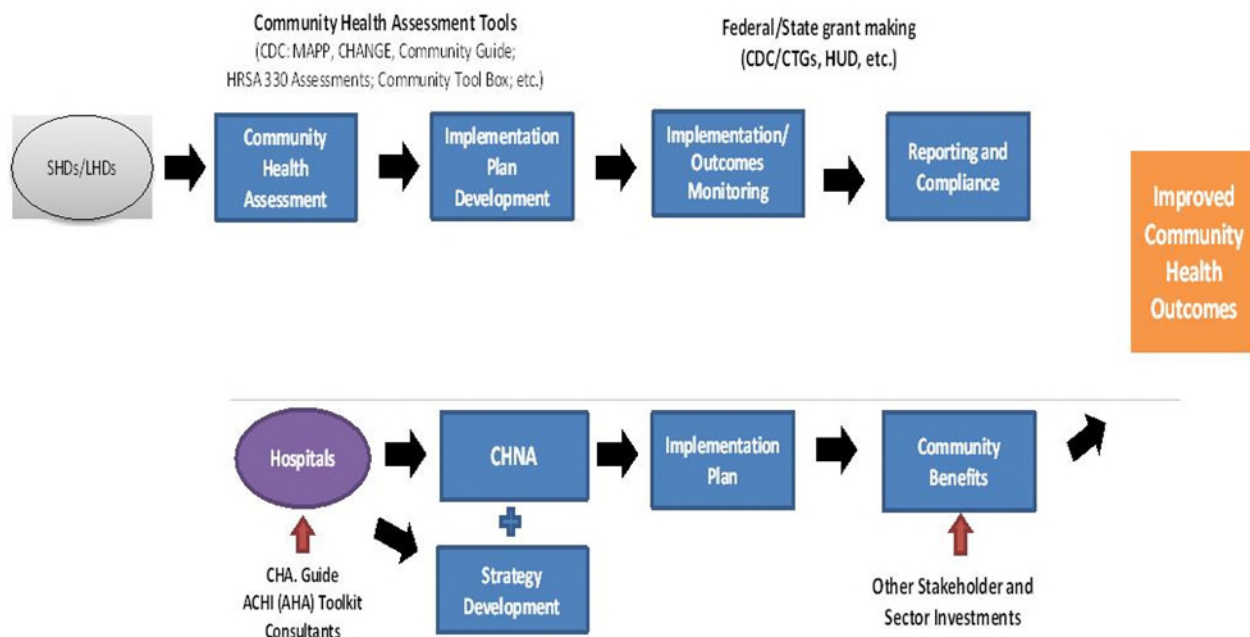 Community Health Assessment Tools
(CDC: MAPP, CHANGE, Community Guide;
HRSA 330 Assessments; Community Tool Box; etc.)
Federal/State grant making
(CDC/CTGs, HUD, etc.)
SHDs/LHDs
Community
Health
Assessment
Implementation
Plan
Development
Implementation/
Outcomes
Monitoring
Reporting and
Compliance
Improved
Community
Health
Outcomes
Hospitals
CHNA
Implementation
Plan
Community
Benefits
Strategy
Development
CHA. Guide
ACHI (AHA) Toolkit
Consultants
Other Stakeholder and
Sector Investments